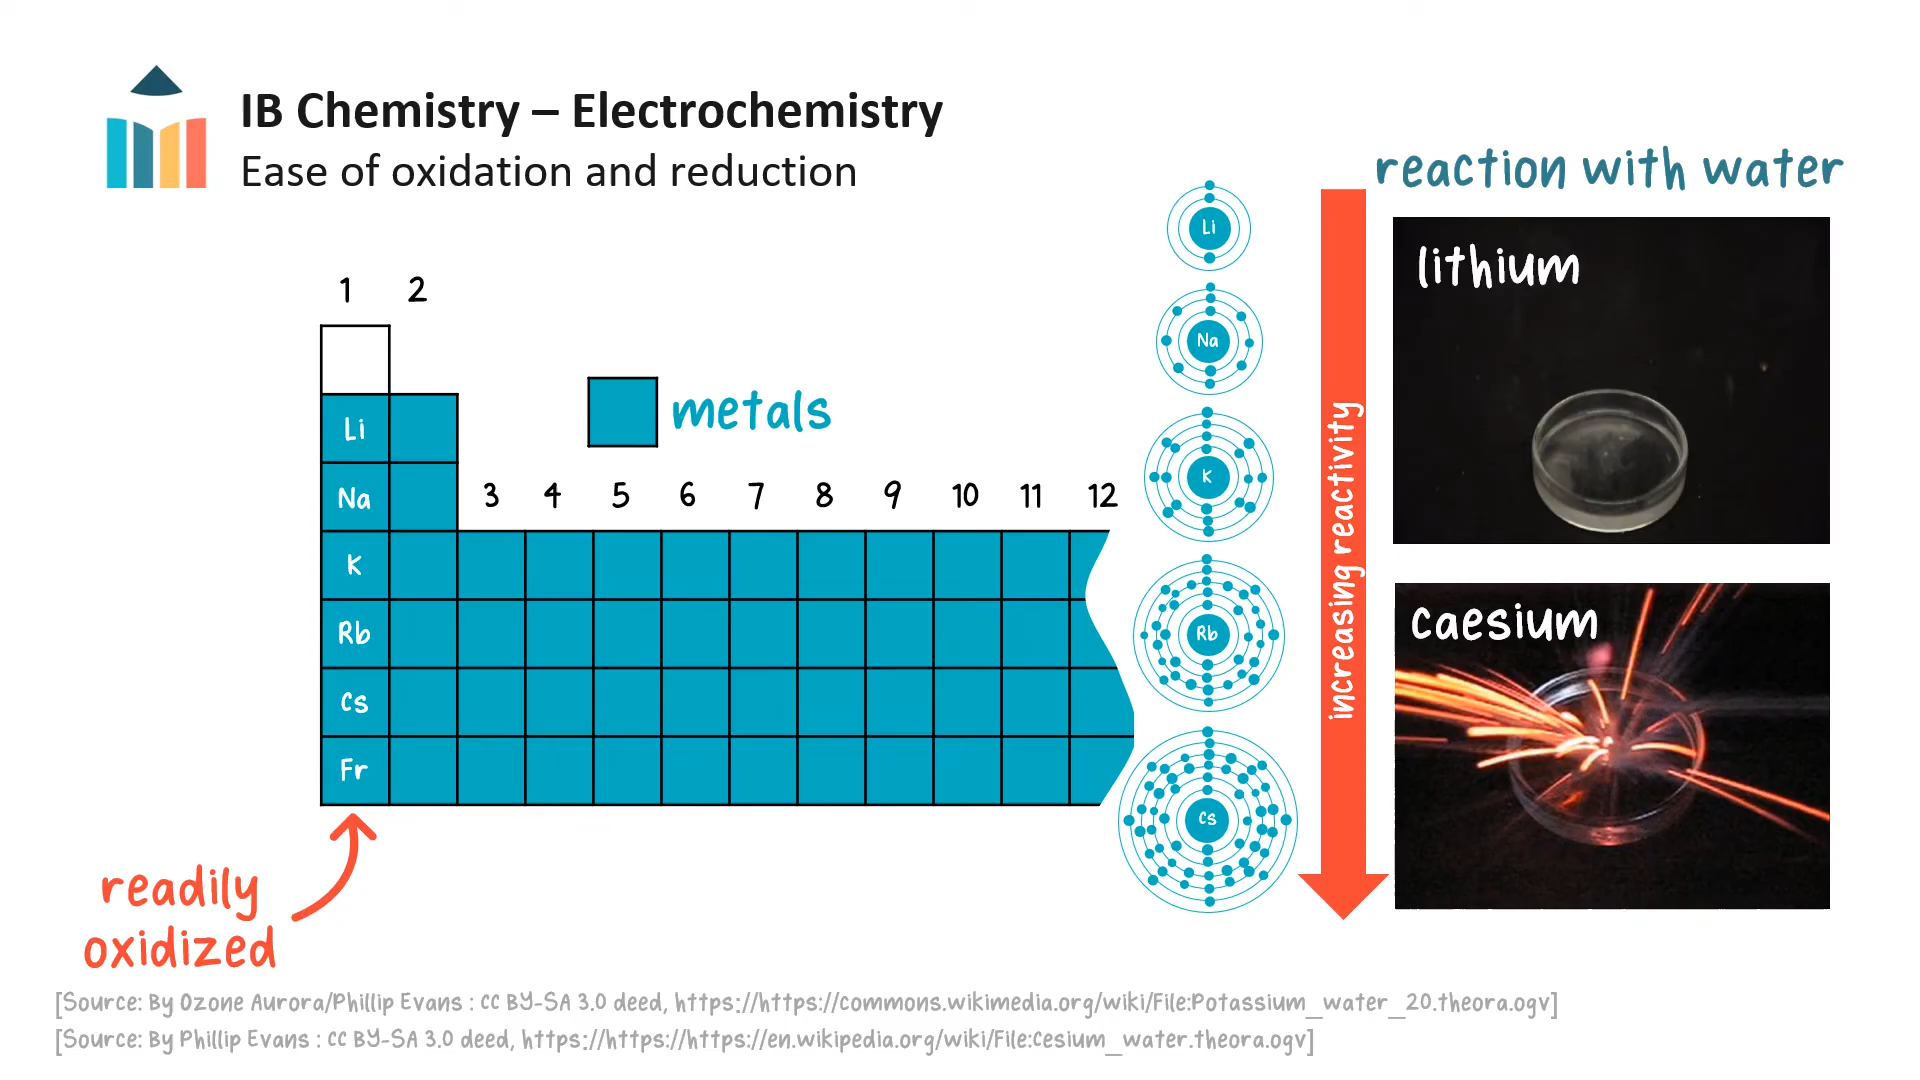 IB Chemistry – Electrochemistry
Ease of oxidation and reduction
reaction with water
1 2
Li
Na
K
Rb
Cs
Fr
metals
3 4 5 6 7 8 9 10 11 12
readily
oxidized
Li
Na
K
Rb
Cs
increasing reactivity
lithium
caesium
[Source: By Ozone Aurora/Phillip Evans : CC BY-SA 3.0 deed, https://https://commons.wikimedia.org/wiki/File:Potassium_water_20.theora.ogv]
[Source: By Phillip Evans : CC BY-SA 3.0 deed, https://https://https://en.wikipedia.org/wiki/File:Cesium_water.theora.ogv]